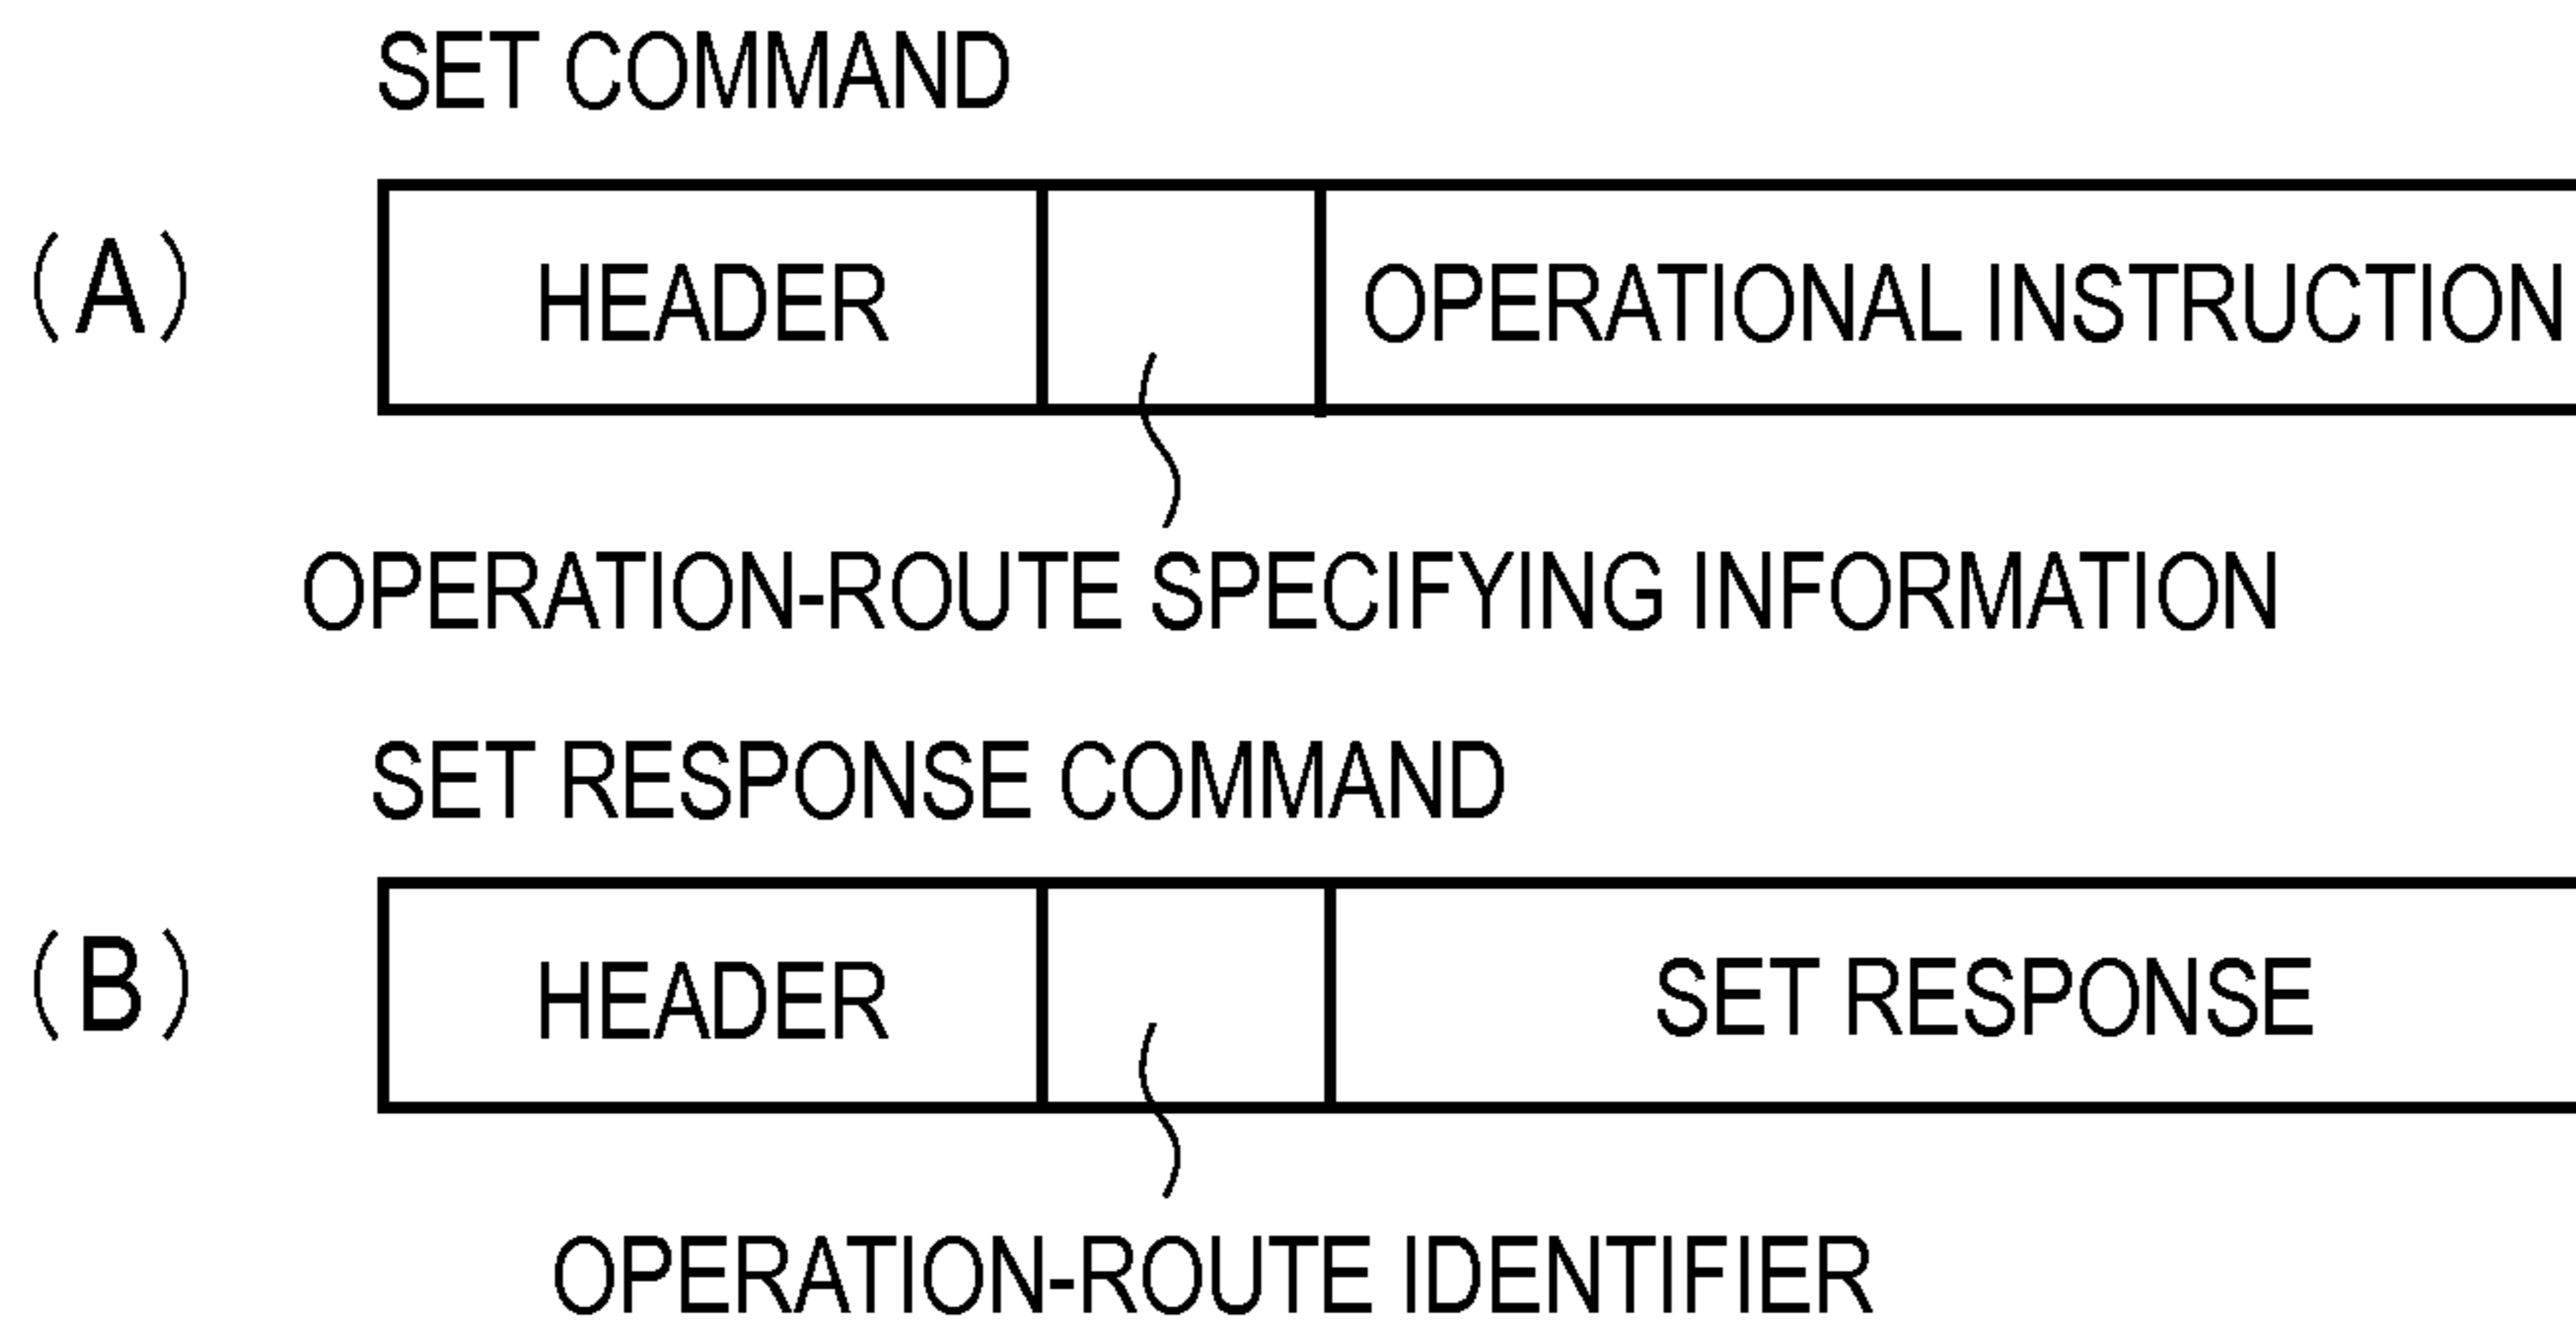 SET COMMAND
(A)
HEADER
OPERATIONAL INSTRUCTION
OPERATION-ROUTE SPECIFYING INFORMATION
SET RESPONSE COMMAND
(B)
HEADER
SET RESPONSE
OPERATION-ROUTE IDENTIFIER